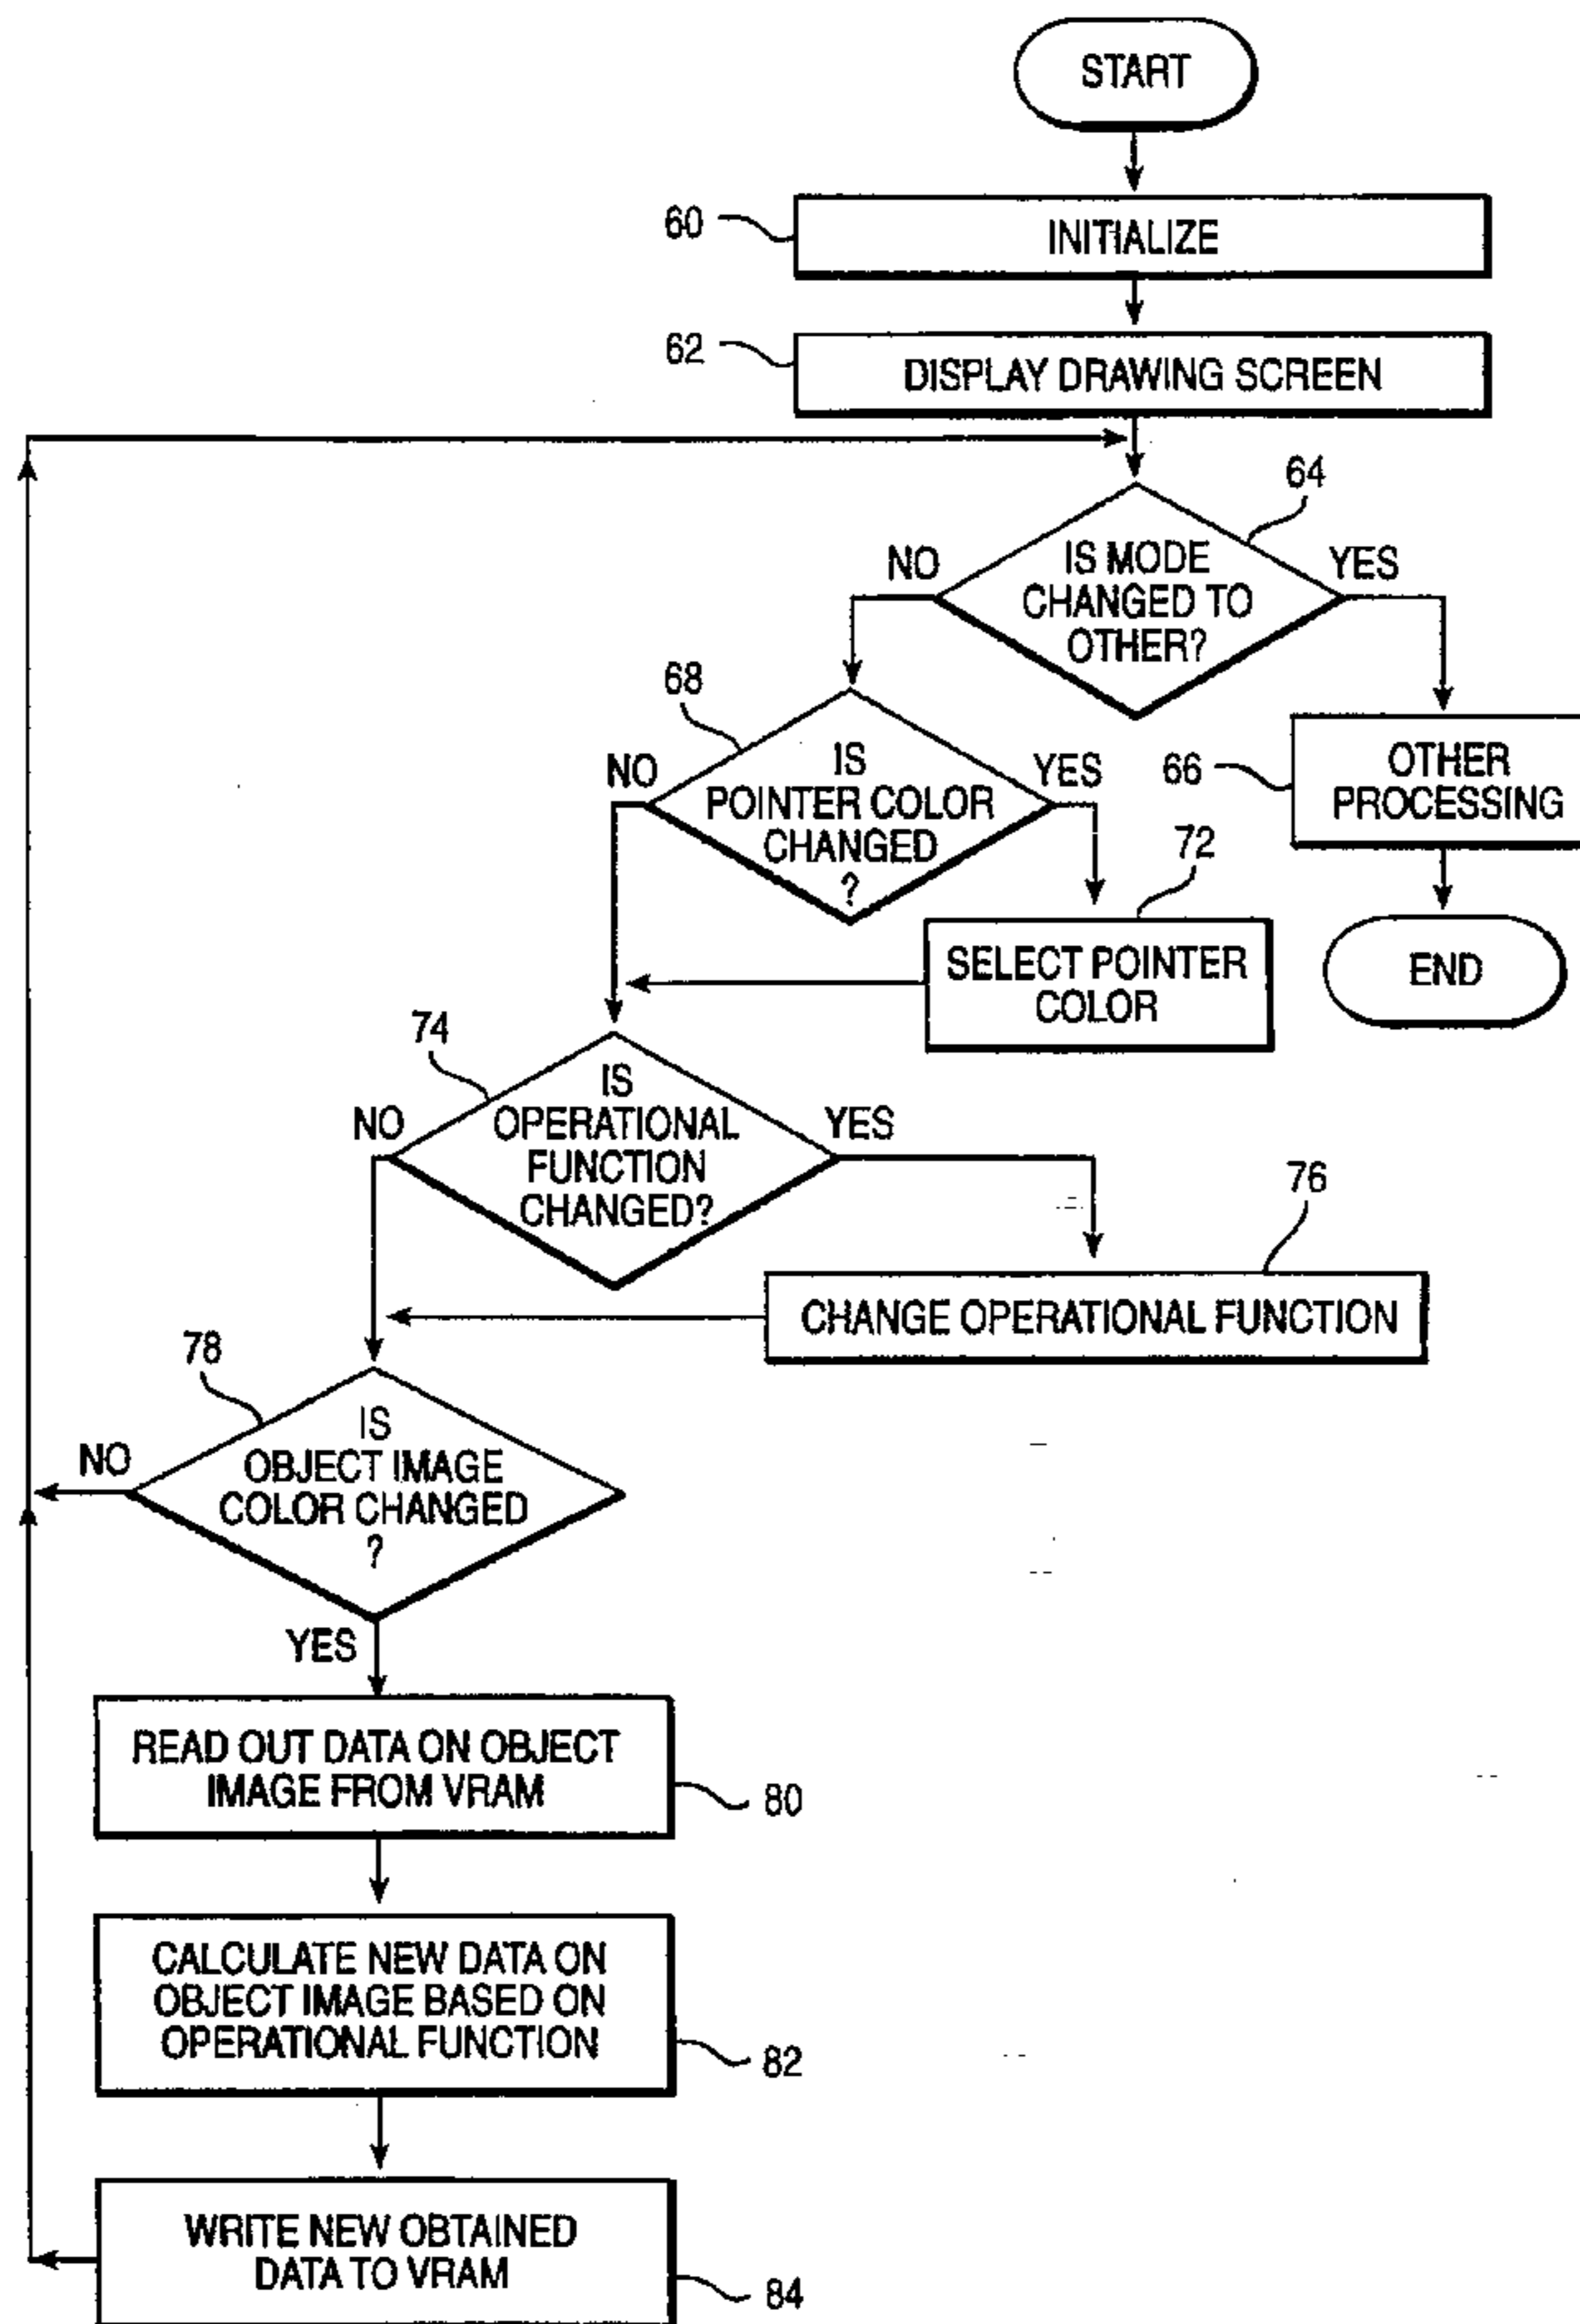 START
60
INITIALIZE
62
DISPLAY DRAWING SCREEN
64
NO
IS MODE
CHANGED TO
OTHER?
YES
68
NO
IS
POINTER COLOR
CHANGED
?
YES
66
OTHER
PROCESSING
72
SELECT POINTER
COLOR
END
74
NO
IS
OPERATIONAL
FUNCTION
CHANGED?
YES
76
CHANGE OPERATIONAL FUNCTION
78
NO
IS
OBJECT IMAGE
COLOR CHANGED
?
YES
READ OUT DATA ON OBJECT
IMAGE FROM VRAM
80
CALCULATE NEW DATA ON
OBJECT IMAGE BASED ON
OPERATIONAL FUNCTION
82
WRITE NEW OBTAINED
DATA TO VRAM
84